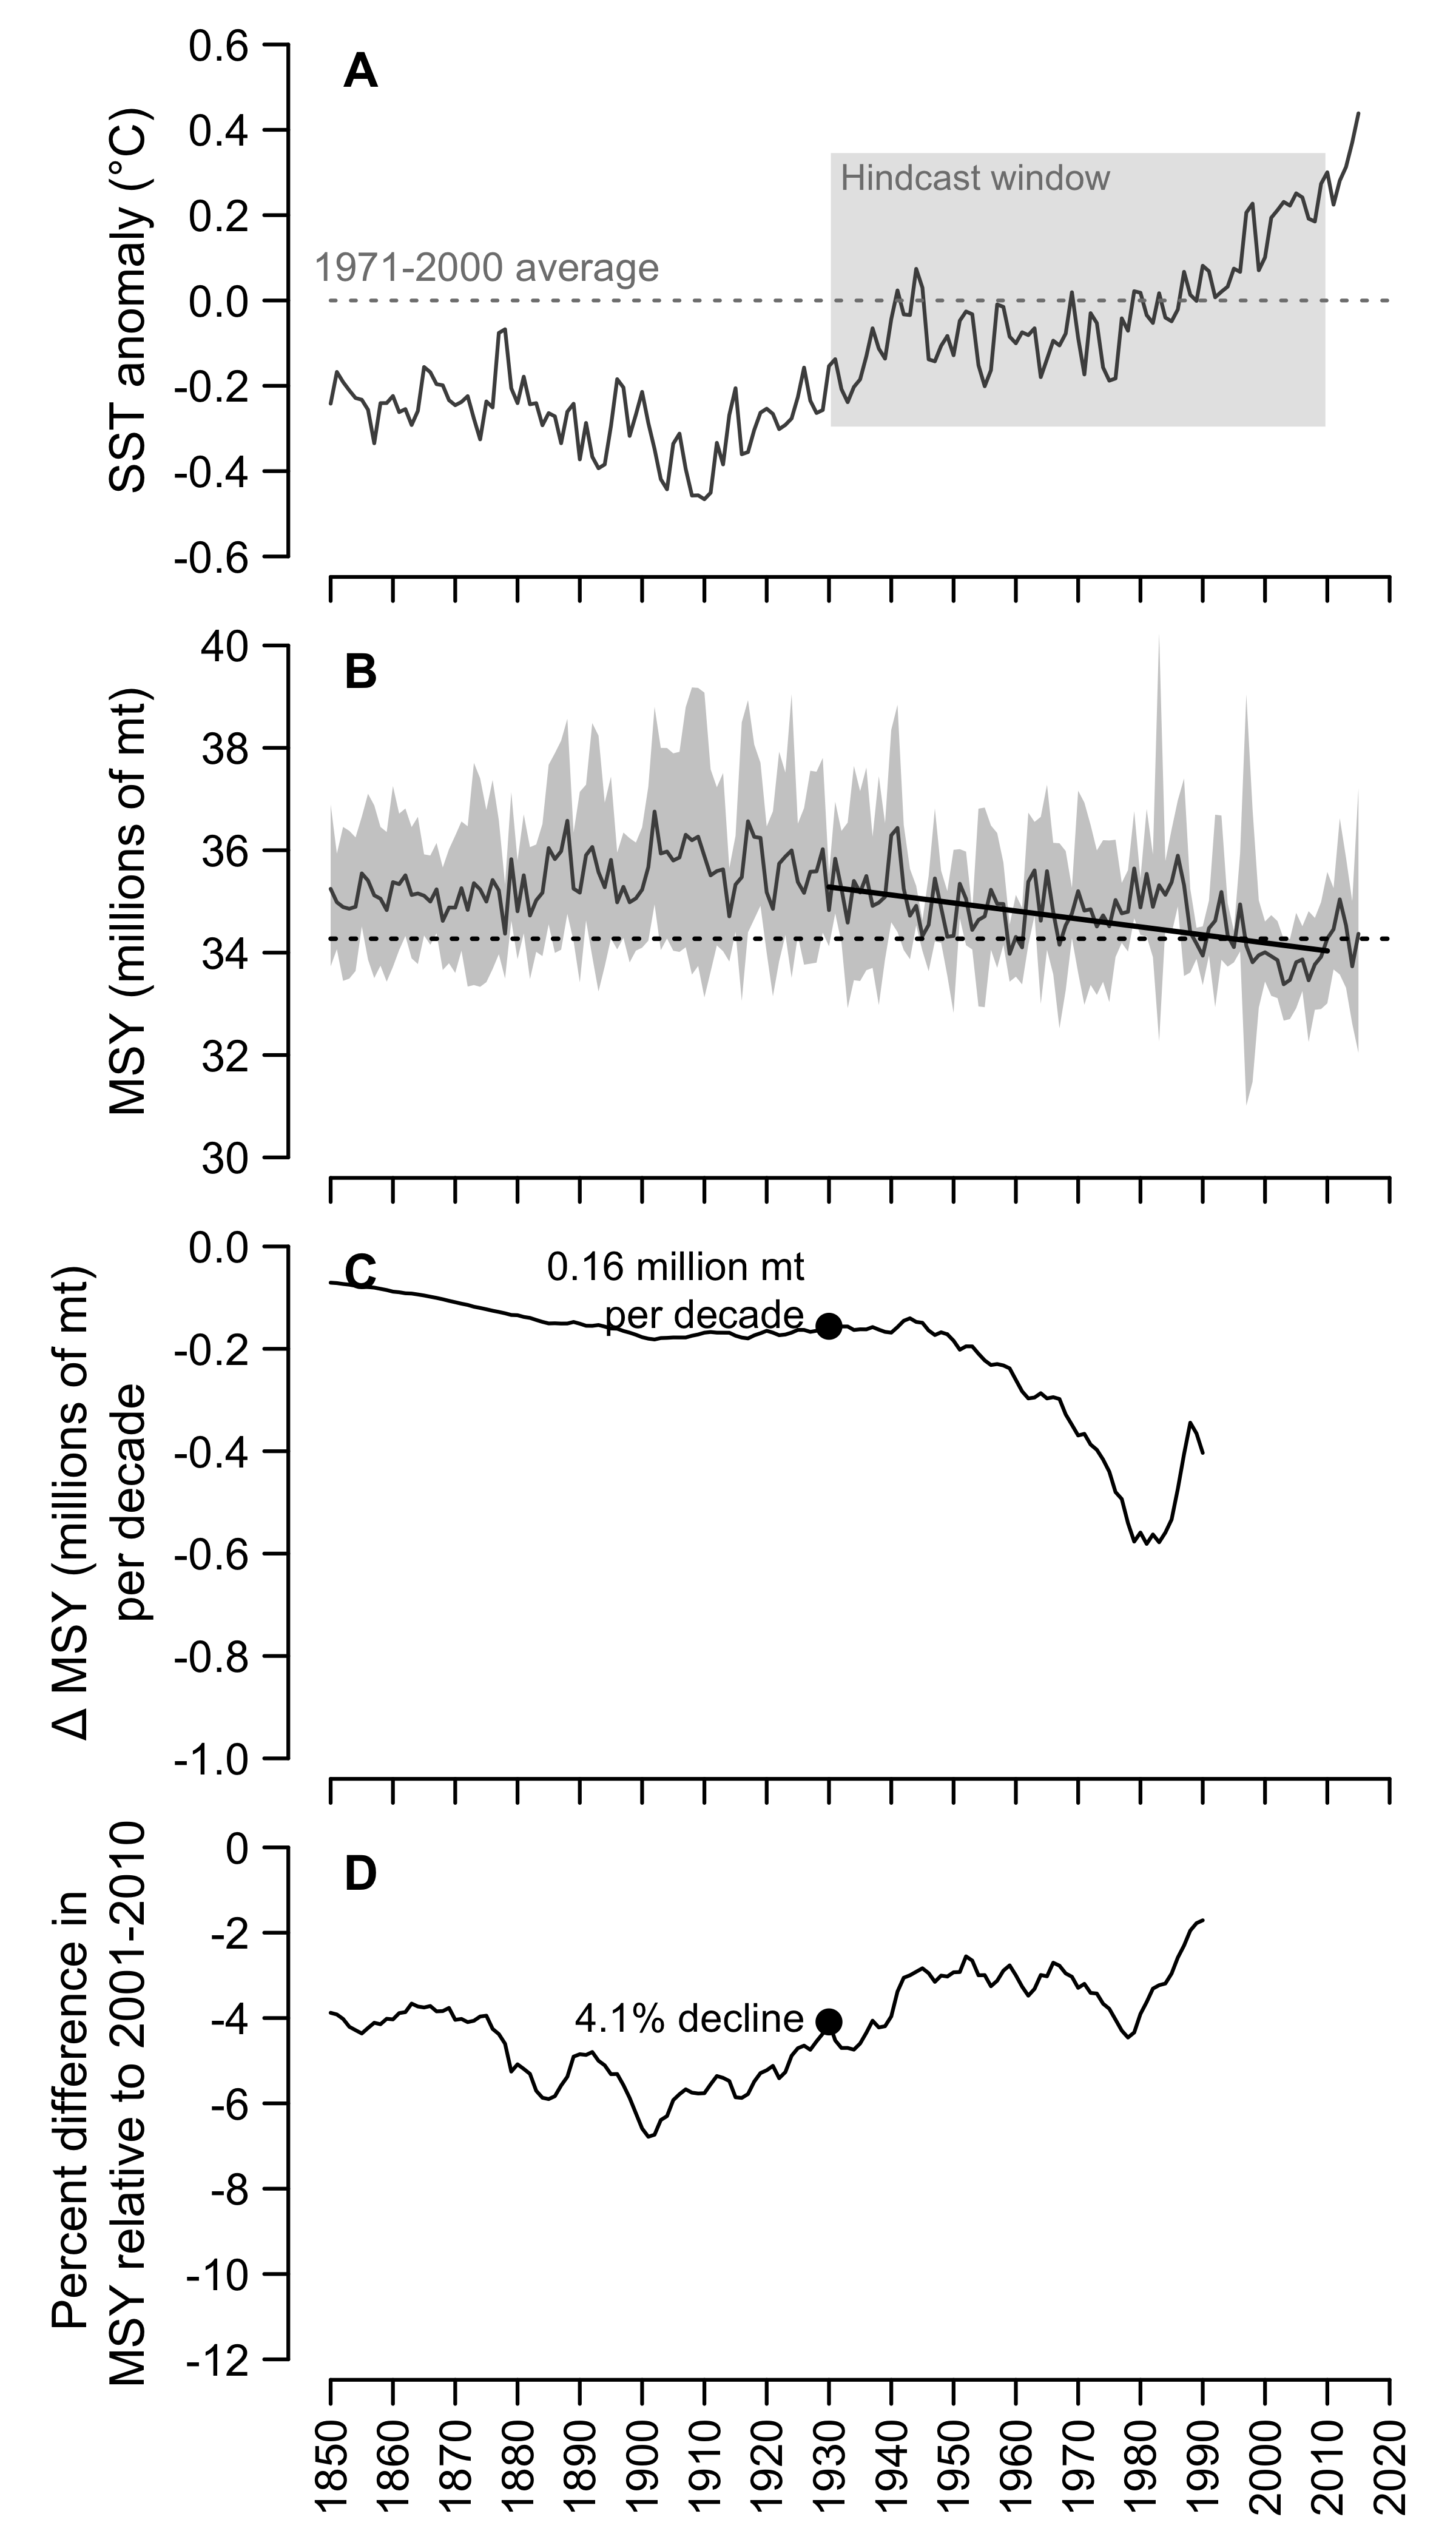 A
SST anomaly (°C)
0.6
0.4
0.2
0.0
-0.2
-0.4
-0.6
Hindcast window
1971-2000 average
B
MSY (millions of mt)
40
38
36
34
32
30
C
Δ MSY (millions of mt)
per decade
0.0
-0.2
-0.4
-0.6
-0.8
-1.0
0.16 million mt
per decade
D
Percent difference in
MSY relative to 2001-2010
0
-2
-4
-6
-8
-10
-12
4.1% decline
1850
1860
1870
1880
1890
1900
1910
1920
1930
1940
1950
1960
1970
1980
1990
2000
2010
2020